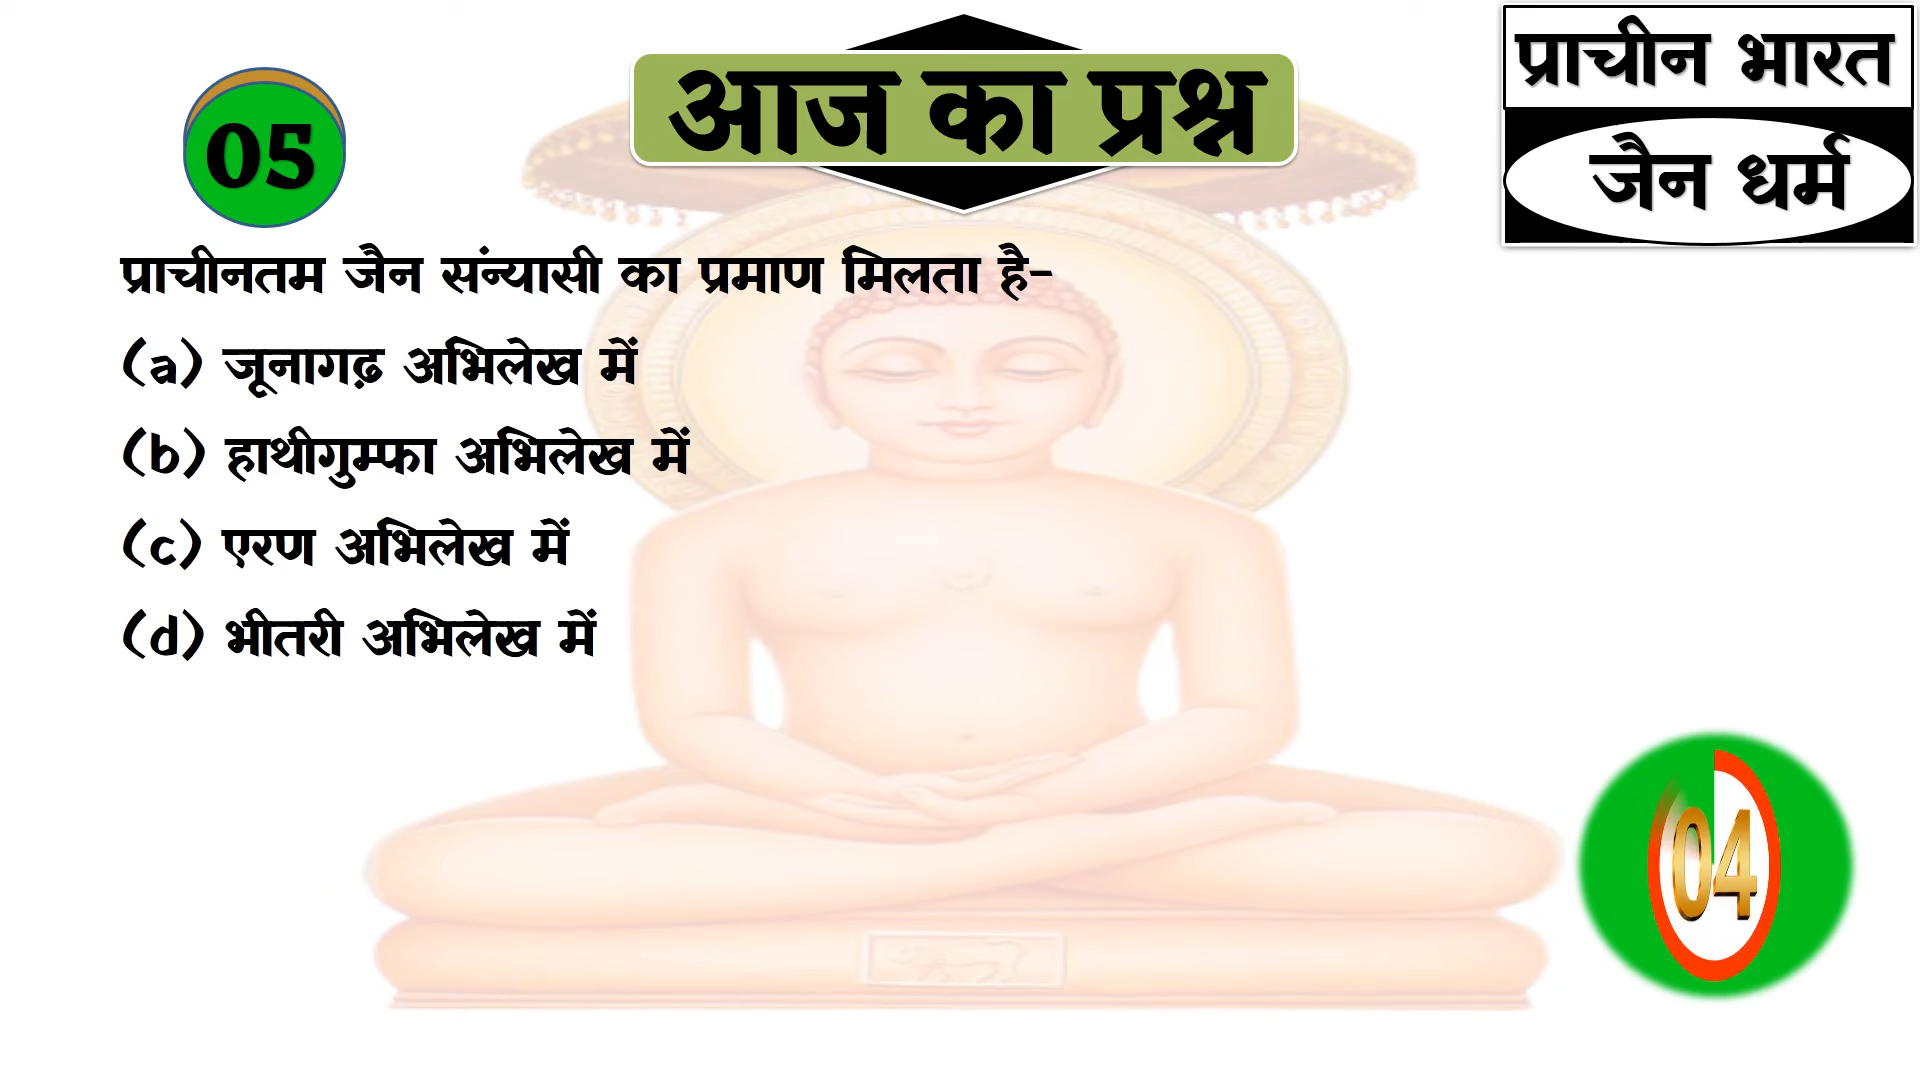 05
आज का प्रश्न
प्राचीन भारत
जैन धर्म
प्राचीनतम जैन संन्यासी का प्रमाण मिलता है-
(a) जूनागढ़ अभिलेख में
(b) हाथीगुम्फा अभिलेख में
(c) एरण अभिलेख में
(d) भीतरी अभिलेख में
04